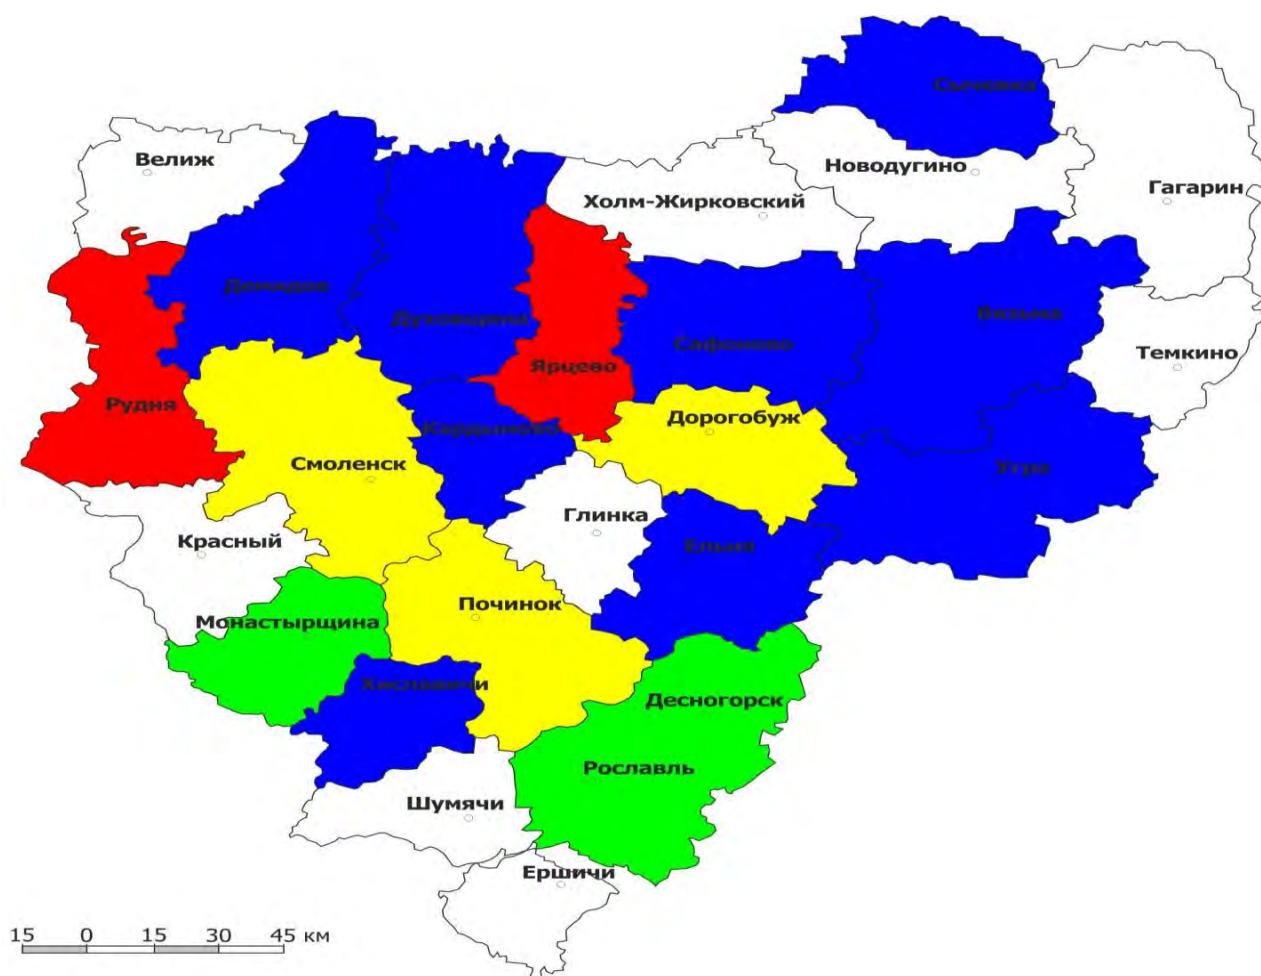 Сычевка
Велиж
Новодугино
Гагарин
Холм-Жирковский
Демидов
Духовщина
Вязьма
Сафоново
Темкино
Ярцево
Рудня
Дорогобуж
Кардымово
Смоленск
Угра
Глинка
Красный
Ельня
Починок
Монастырщина
Хиславичи
Десногорск
Рославль
Шумячи
Ершичи
15 0 15 30 45 км